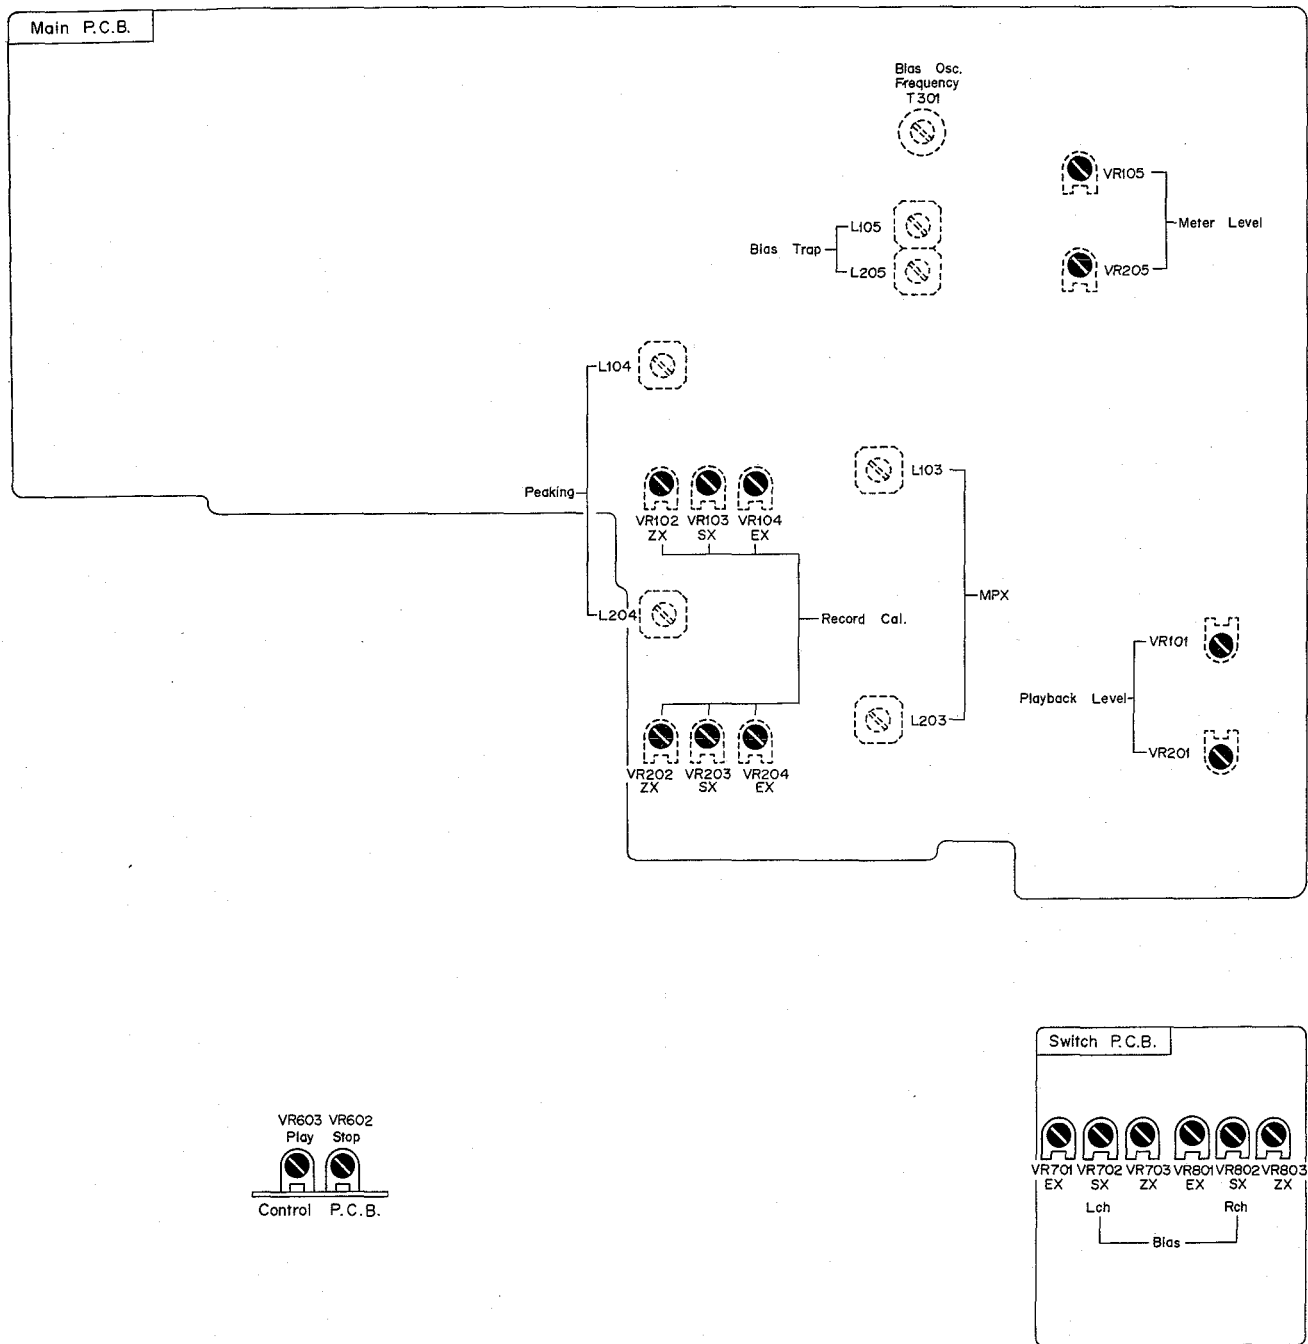 Main P.C.B.
Bias Osc.
Frequency
T301
VR105
Meter Level
VR205
L105
Bias Trap
L205
L104
L103
Peaking
VR102 VR103 VR104
ZX SX EX
MPX
L204
Record Cal.
VR101
Playback Level
VR201
L203
VR202 VR203 VR204
ZX SX EX
Switch P.C.B.
VR603 VR602
Play Stop
Control P.C.B.
VR701 VR702 VR703 VR801 VR802 VR803
EX SX ZX EX SX ZX
Lch Rch
Bias